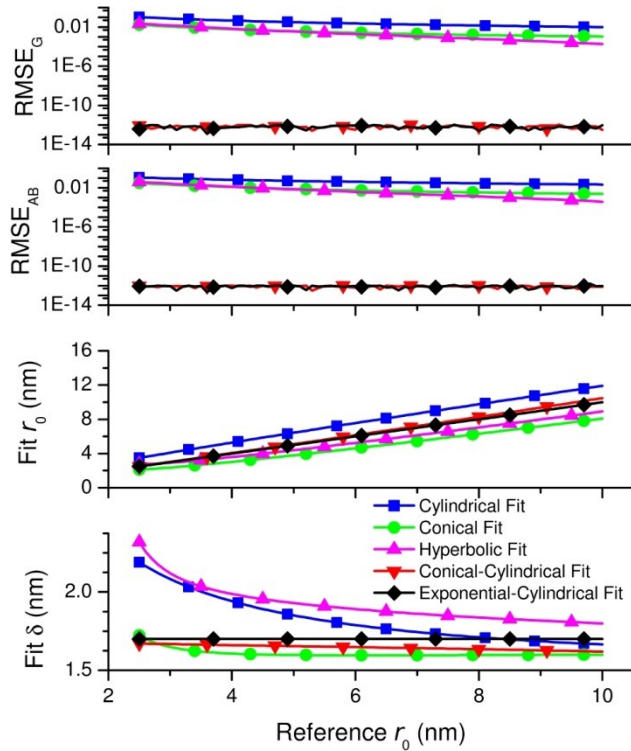 RMSE_G
0.01
1E-6
1E-10
1E-14
RMSE_AB
0.01
1E-6
1E-10
1E-14
Fit r_0 (nm)
16
12
8
4
0
Cylindrical Fit
Conical Fit
Hyperbolic Fit
Conical-Cylindrical Fit
Exponential-Cylindrical Fit
Fit δ (nm)
2.0
1.5
2
4
6
8
10
Reference r_0 (nm)